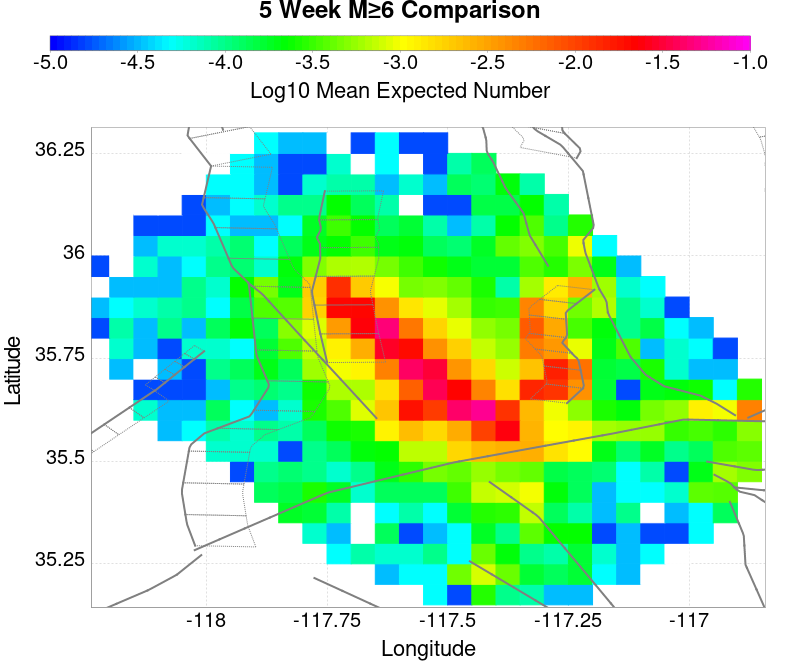 5 Week M≥6 Comparison
-5.0 -4.5 -4.0 -3.5 -3.0 -2.5 -2.0 -1.5 -1.0
Log10 Mean Expected Number
36.25
36
35.75
35.5
35.25
Latitude
-118 -117.75 -117.5 -117.25 -117
Longitude